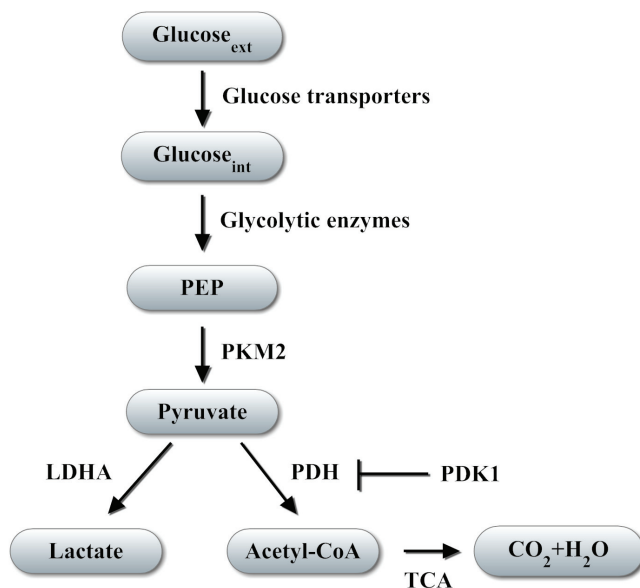 Glucose_ext
Glucose transporters
Glucose_int
Glycolytic enzymes
PEP
PKM2
Pyruvate
LDHA PDH PDK1
Lactate Acetyl-CoA CO₂+H₂O
TCA